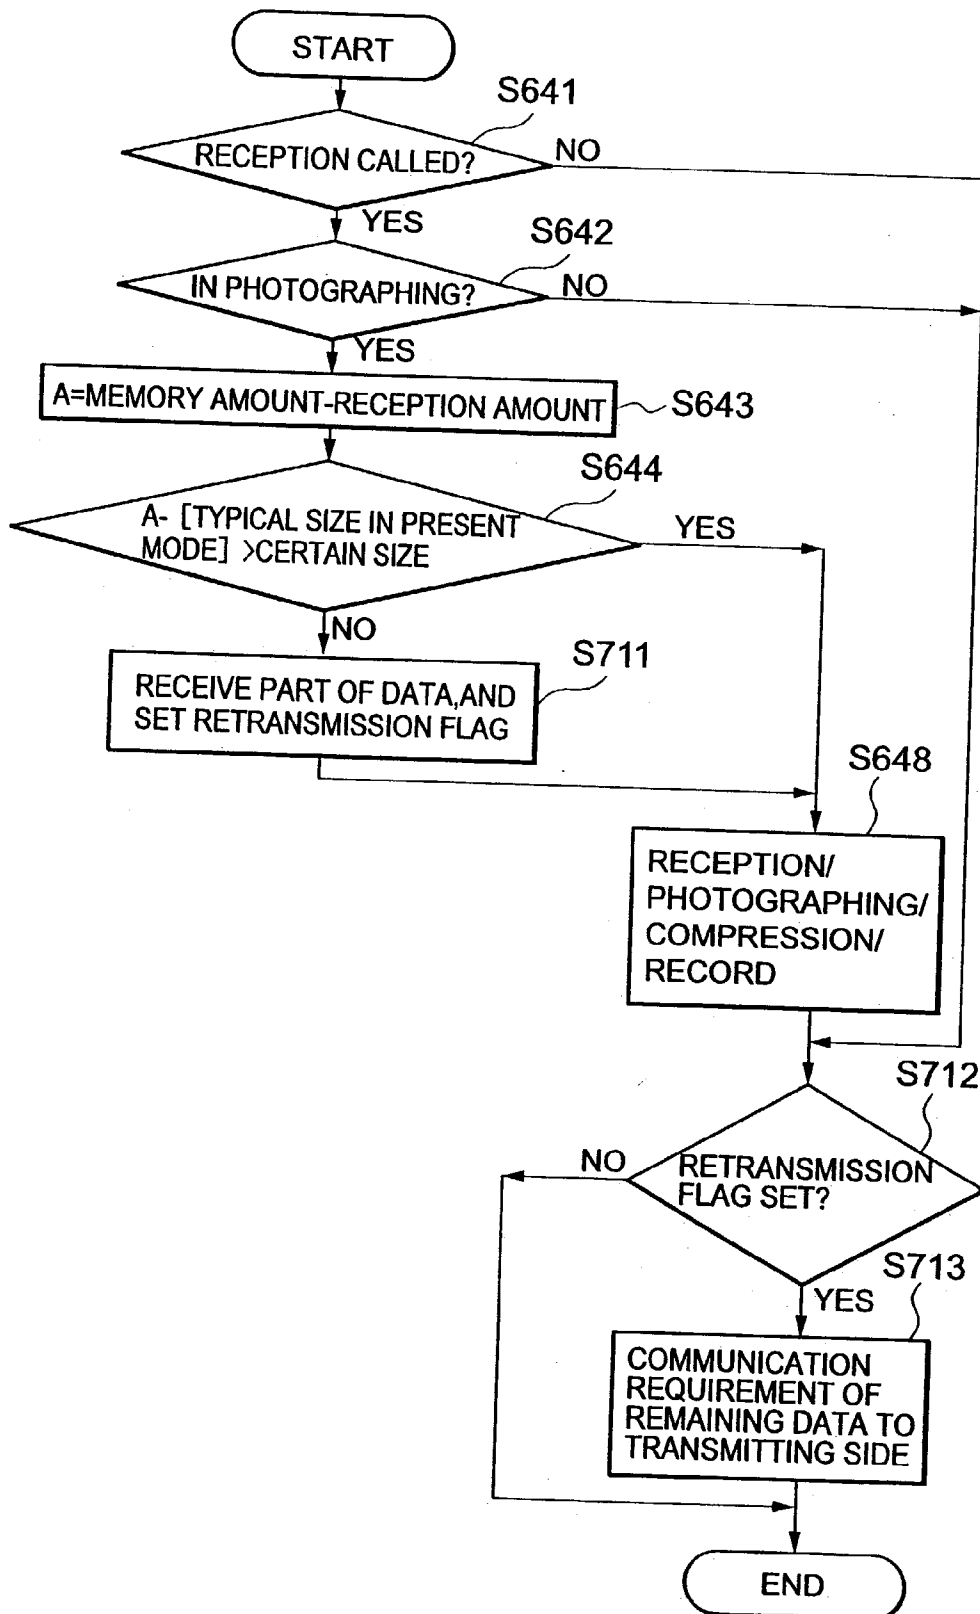 START
S641
RECEPTION CALLED?
NO
YES
S642
IN PHOTOGRAPHING?
NO
YES
A=MEMORY AMOUNT-RECEPTION AMOUNT
S643
S644
A- [TYPICAL SIZE IN PRESENT
MODE] >CERTAIN SIZE
YES
NO
S711
RECEIVE PART OF DATA,AND
SET RETRANSMISSION FLAG
S648
RECEPTION/
PHOTOGRAPHING/
COMPRESSION/
RECORD
S712
NO
RETRANSMISSION
FLAG SET?
S713
YES
COMMUNICATION
REQUIREMENT OF
REMAINING DATA TO
TRANSMITTING SIDE
END